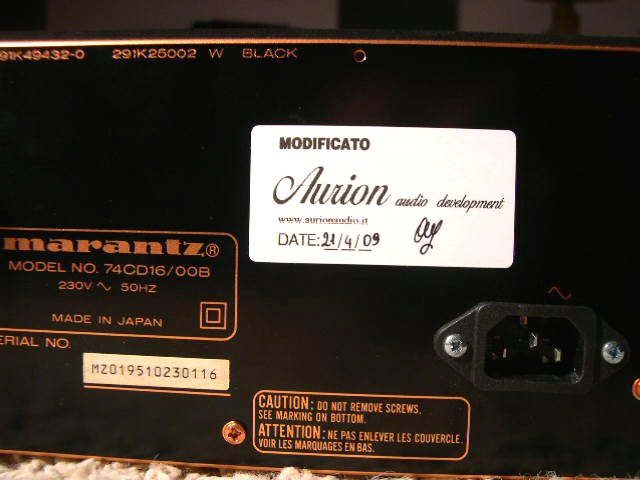 91K49432-0 291K25002 W BLACK
MODIFICATO
Aurion audio development
www.aurionaudio.it
DATE: 21/4/09
marantz®
MODEL NO. 74CD16/00B
230V ~ 50HZ
MADE IN JAPAN
ERIAL NO.
MZ019510230116
~
CAUTION: DO NOT REMOVE SCREWS.
SEE MARKING ON BOTTOM.
ATTENTION: NE PAS ENLEVER LES COUVERCLE.
VOIR LES MARQUAGES EN BAS.